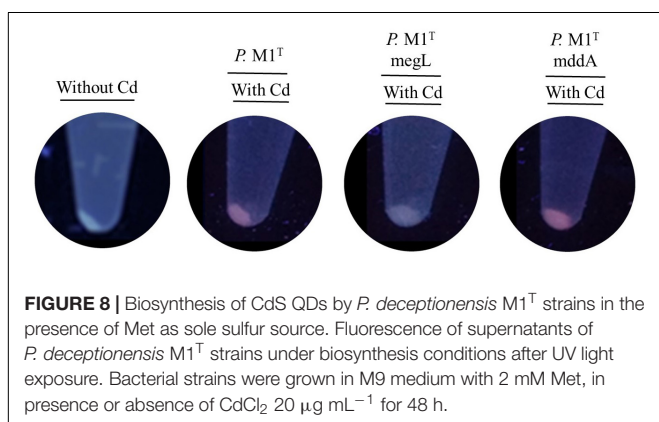 Without Cd
P. M1ᵀ
With Cd
P. M1ᵀ
megL
With Cd
P. M1ᵀ
mddA
With Cd
FIGURE 8 | Biosynthesis of CdS QDs by P. deceptionensis M1ᵀ strains in the
presence of Met as sole sulfur source. Fluorescence of supernatants of
P. deceptionensis M1ᵀ strains under biosynthesis conditions after UV light
exposure. Bacterial strains were grown in M9 medium with 2 mM Met, in
presence or absence of CdCl₂ 20 μg mL⁻¹ for 48 h.